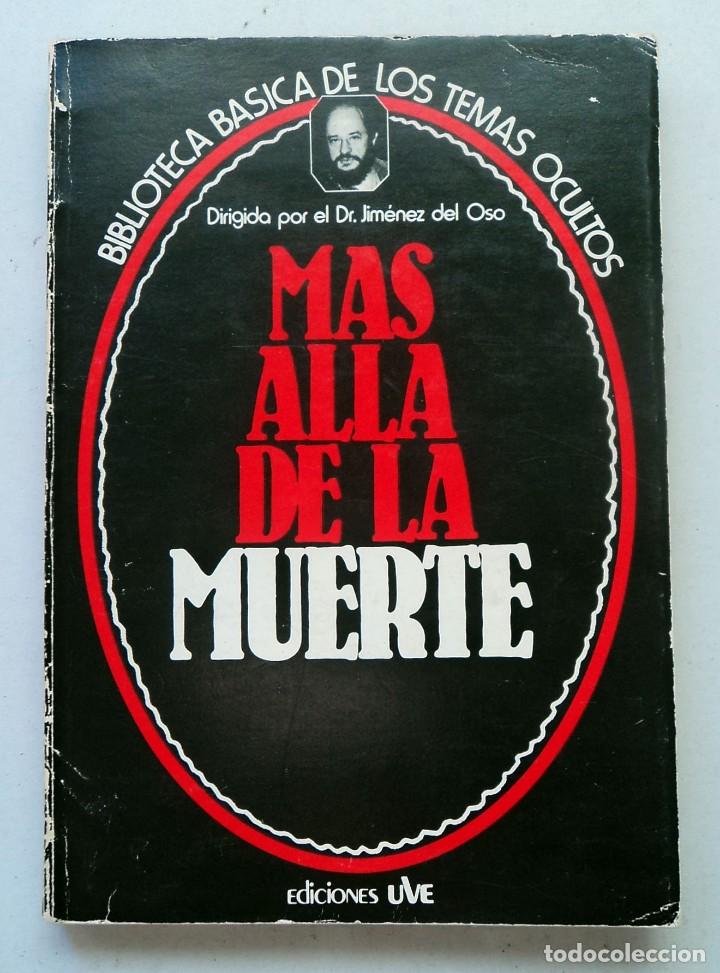 BIBLIOTECA BASICA DE LOS TEMAS OCULTOS
Dirigida por el Dr. Jiménez del Oso
MAS
ALLA
DE LA
MUERTE
ediciones UVE
todocoleccion